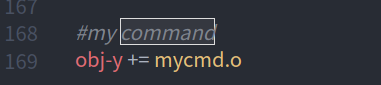 167
168 #my command
169 obj-y += mycmd.o